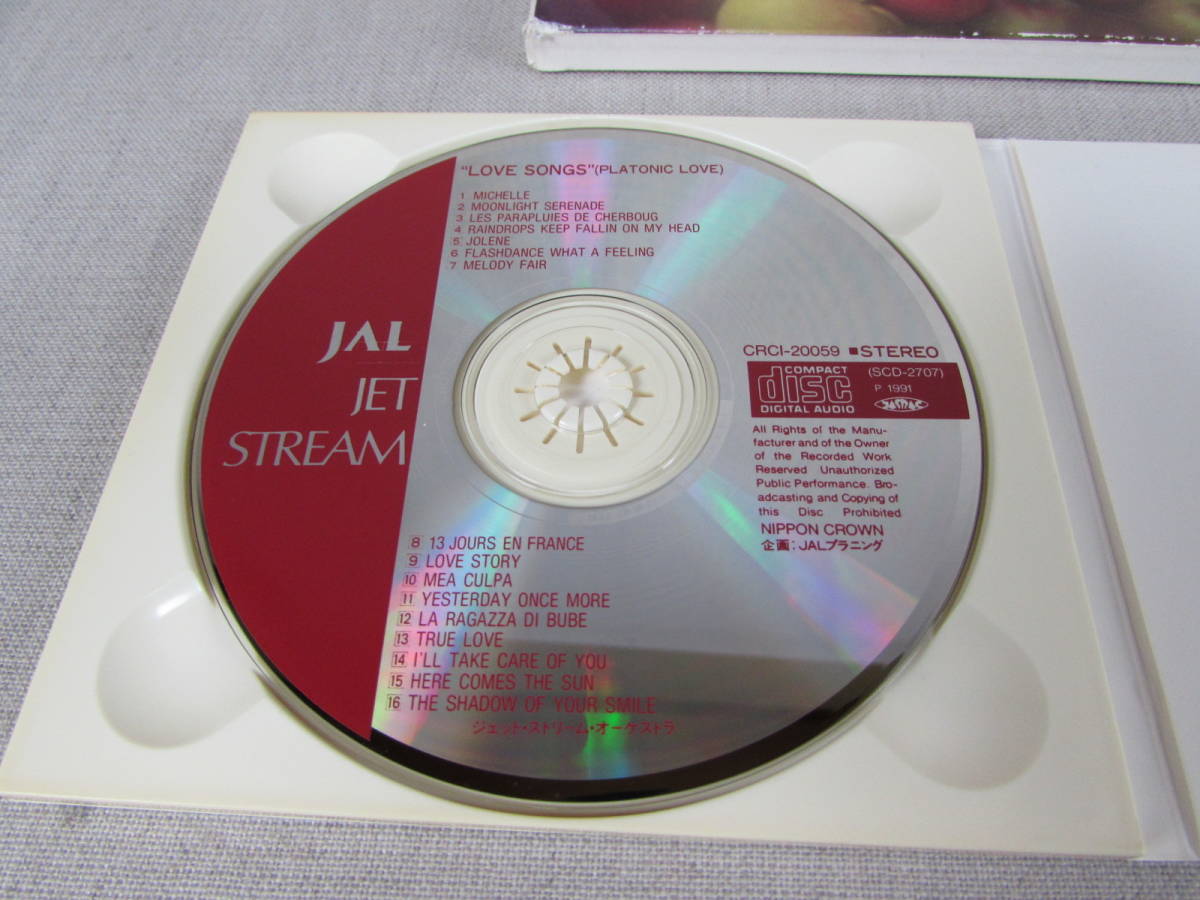 "LOVE SONGS"(PLATONIC LOVE)
1 MICHELLE
2 MOONLIGHT SERENADE
3 LES PARAPLUIES DE CHERBOUG
4 RAINDROPS KEEP FALLIN ON MY HEAD
5 JOLENE
6 FLASHDANCE WHAT A FEELING
7 MELODY FAIR
JAL
JET
STREAM
CRCI-20059 ■STEREO
COMPACT
disc
DIGITAL AUDIO
(SCD-2707)
P 1991
JASRAC
All Rights of the Manu-
facturer and of the Owner
of the Recorded Work
Reserved Unauthorized
Public Performance. Bro-
adcasting and Copying of
this Disc Prohibited
NIPPON CROWN
企画:JALプラニング
8 13 JOURS EN FRANCE
9 LOVE STORY
10 MEA CULPA
11 YESTERDAY ONCE MORE
12 LA RAGAZZA DI BUBE
13 TRUE LOVE
14 I'LL TAKE CARE OF YOU
15 HERE COMES THE SUN
16 THE SHADOW OF YOUR SMILE
ジェット・ストリーム・オーケストラ